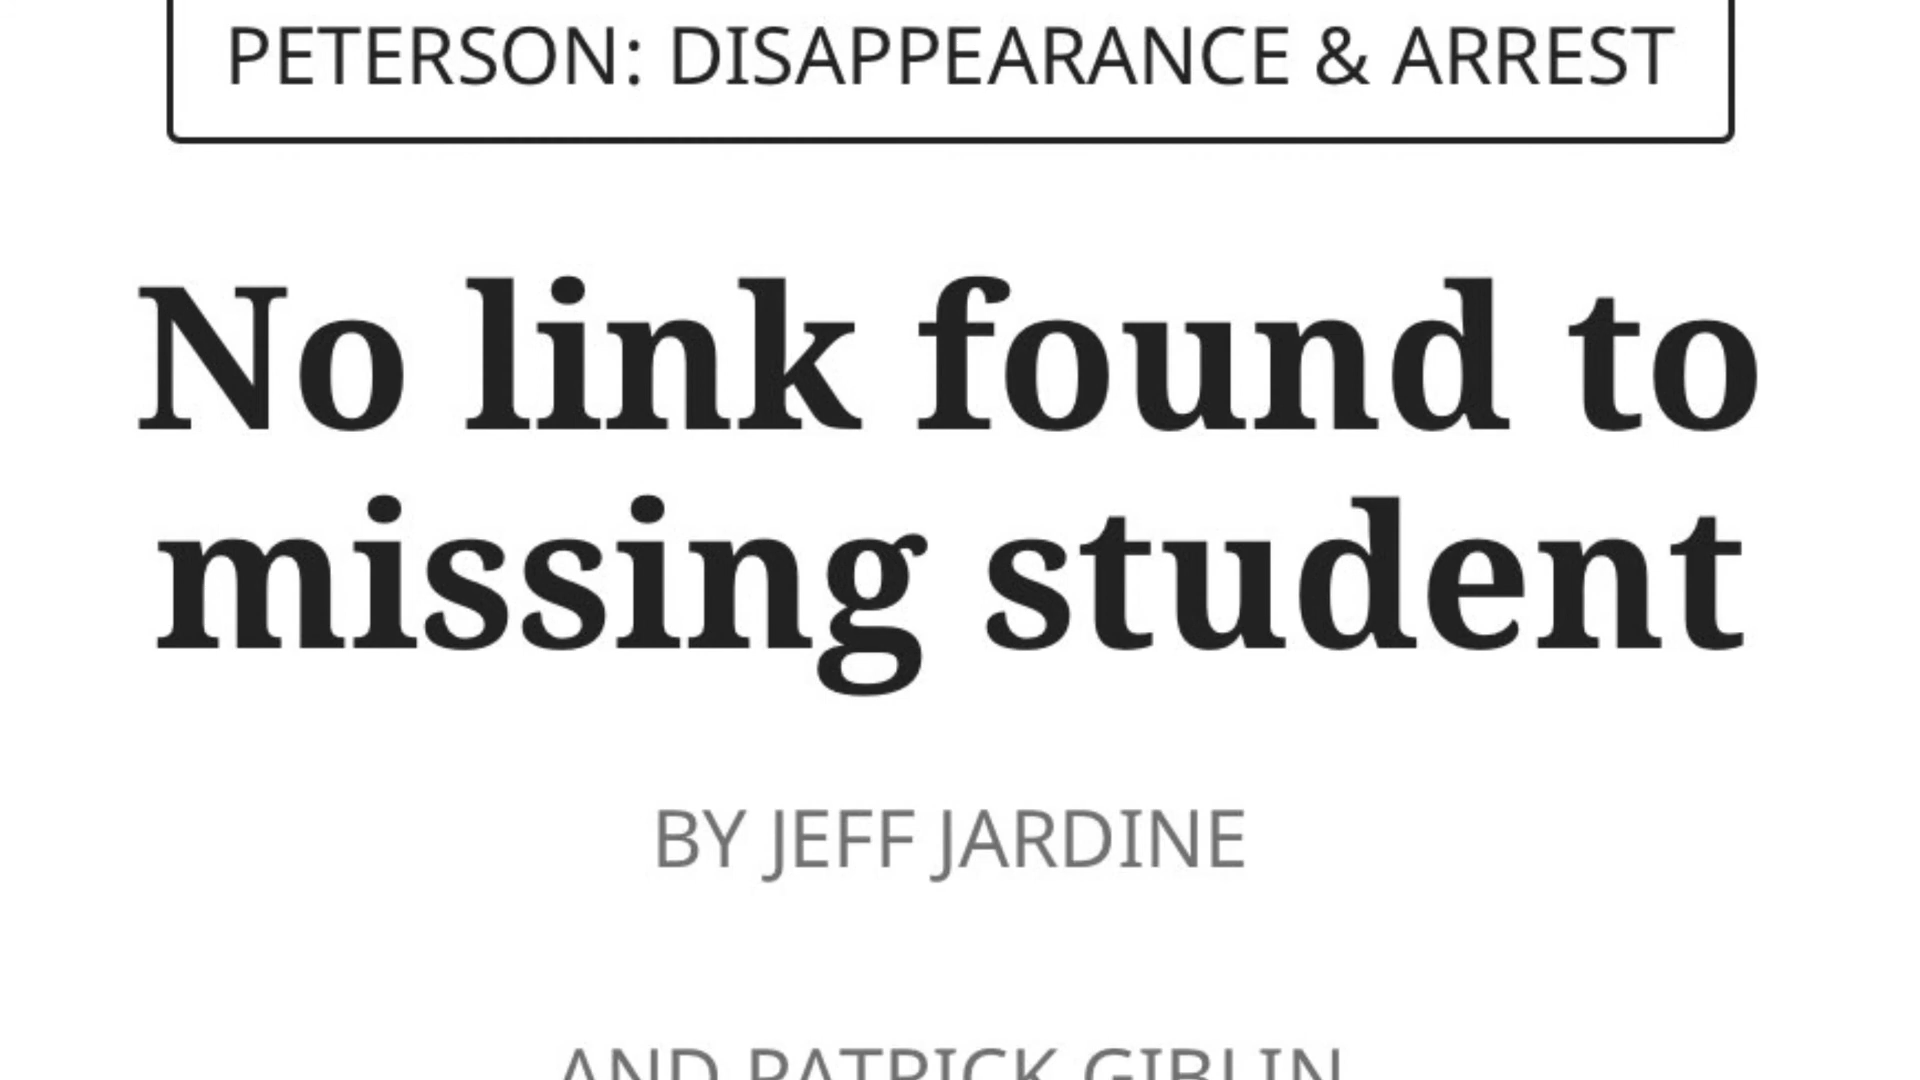 PETERSON: DISAPPEARANCE & ARREST
No link found to
missing student
BY JEFF JARDINE
AND PATRICK GIBLIN